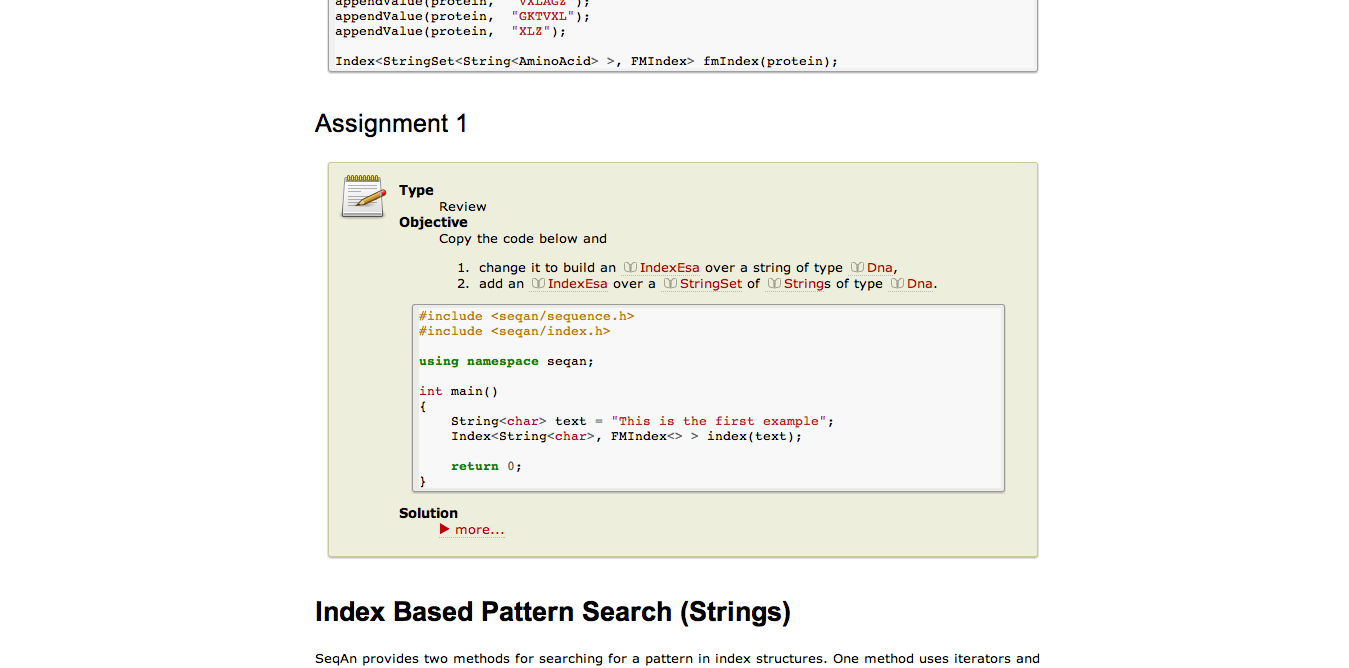 appendValue(protein, "VXLAGZ");
appendValue(protein, "GKTVXL");
appendValue(protein, "XLZ");
Index<StringSet<String<AminoAcid> >, FMIndex> fmIndex(protein);
Assignment 1
Type
Review
Objective
Copy the code below and
1. change it to build an IndexEsa over a string of type Dna,
2. add an IndexEsa over a StringSet of Strings of type Dna.
#include <seqan/sequence.h>
#include <seqan/index.h>
using namespace seqan;
int main()
{
String<char> text = "This is the first example";
Index<String<char>, FMIndex<> > index(text);
return 0;
}
Solution
more...
Index Based Pattern Search (Strings)
SeqAn provides two methods for searching for a pattern in index structures. One method uses iterators and